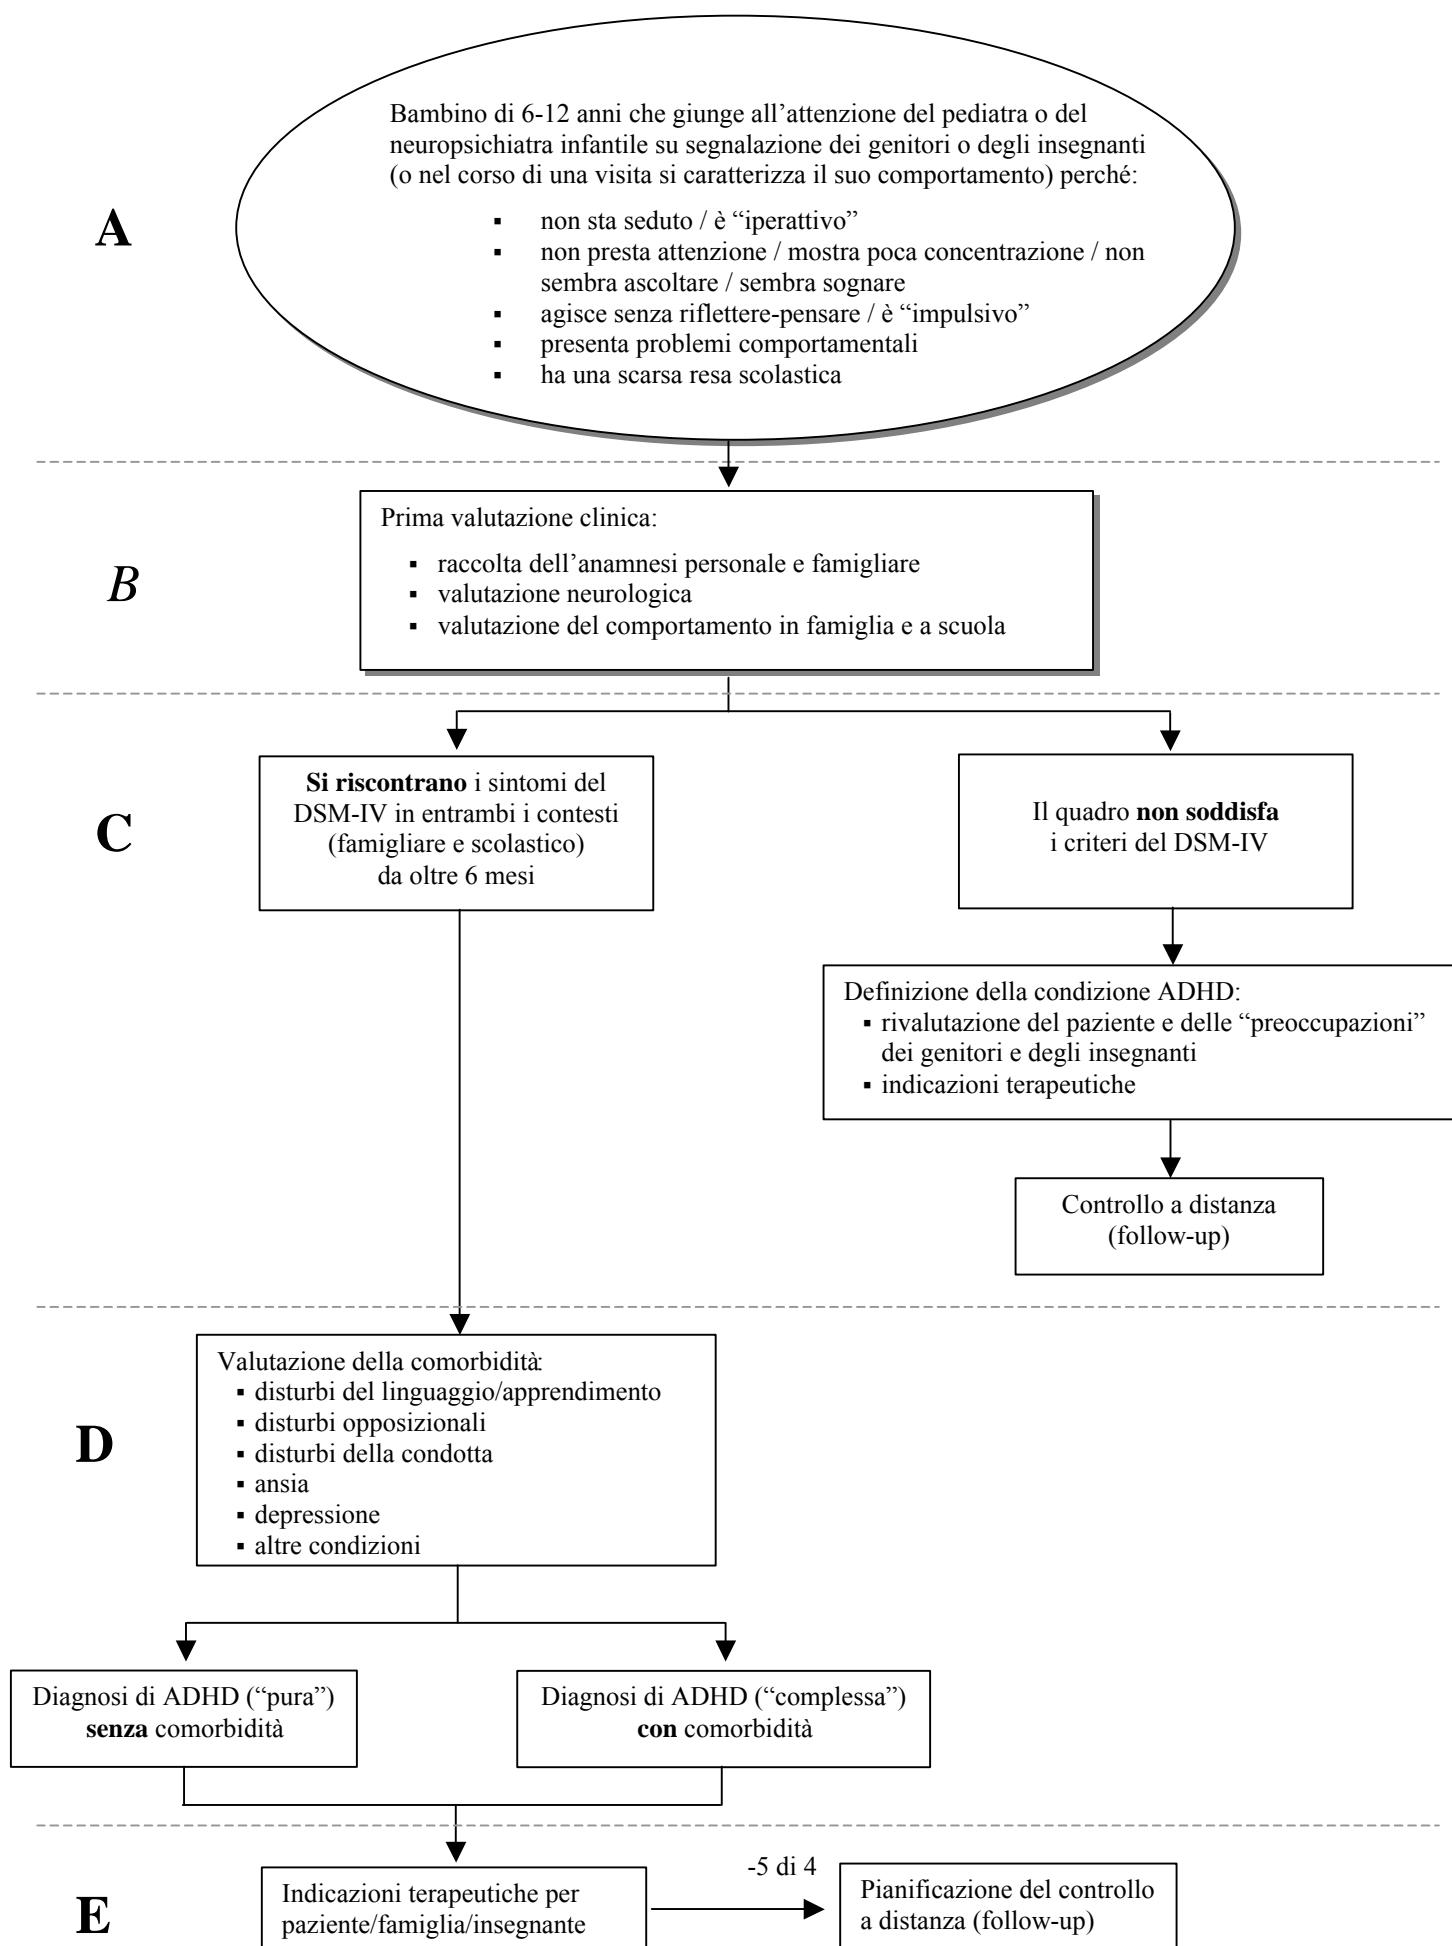 Bambino di 6-12 anni che giunge all’attenzione del pediatra o del
neuropsichiatra infantile su segnalazione dei genitori o degli insegnanti
(o nel corso di una visita si caratterizza il suo comportamento) perché:
▪ non sta seduto / è “iperattivo”
▪ non presta attenzione / mostra poca concentrazione / non
sembra ascoltare / sembra sognare
▪ agisce senza riflettere-pensare / è “impulsivo”
▪ presenta problemi comportamentali
▪ ha una scarsa resa scolastica
A
Prima valutazione clinica:
▪ raccolta dell’anamnesi personale e famigliare
▪ valutazione neurologica
▪ valutazione del comportamento in famiglia e a scuola
B
Si riscontrano i sintomi del
DSM-IV in entrambi i contesti
(famigliare e scolastico)
da oltre 6 mesi
Il quadro non soddisfa
i criteri del DSM-IV
C
Definizione della condizione ADHD:
▪ rivalutazione del paziente e delle “preoccupazioni”
dei genitori e degli insegnanti
▪ indicazioni terapeutiche
Controllo a distanza
(follow-up)
Valutazione della comorbidità:
▪ disturbi del linguaggio/apprendimento
▪ disturbi opposizionali
▪ disturbi della condotta
▪ ansia
▪ depressione
▪ altre condizioni
D
Diagnosi di ADHD (“pura”)
senza comorbidità
Diagnosi di ADHD (“complessa”)
con comorbidità
E
Indicazioni terapeutiche per
paziente/famiglia/insegnante
-5 di 4
Pianificazione del controllo
a distanza (follow-up)